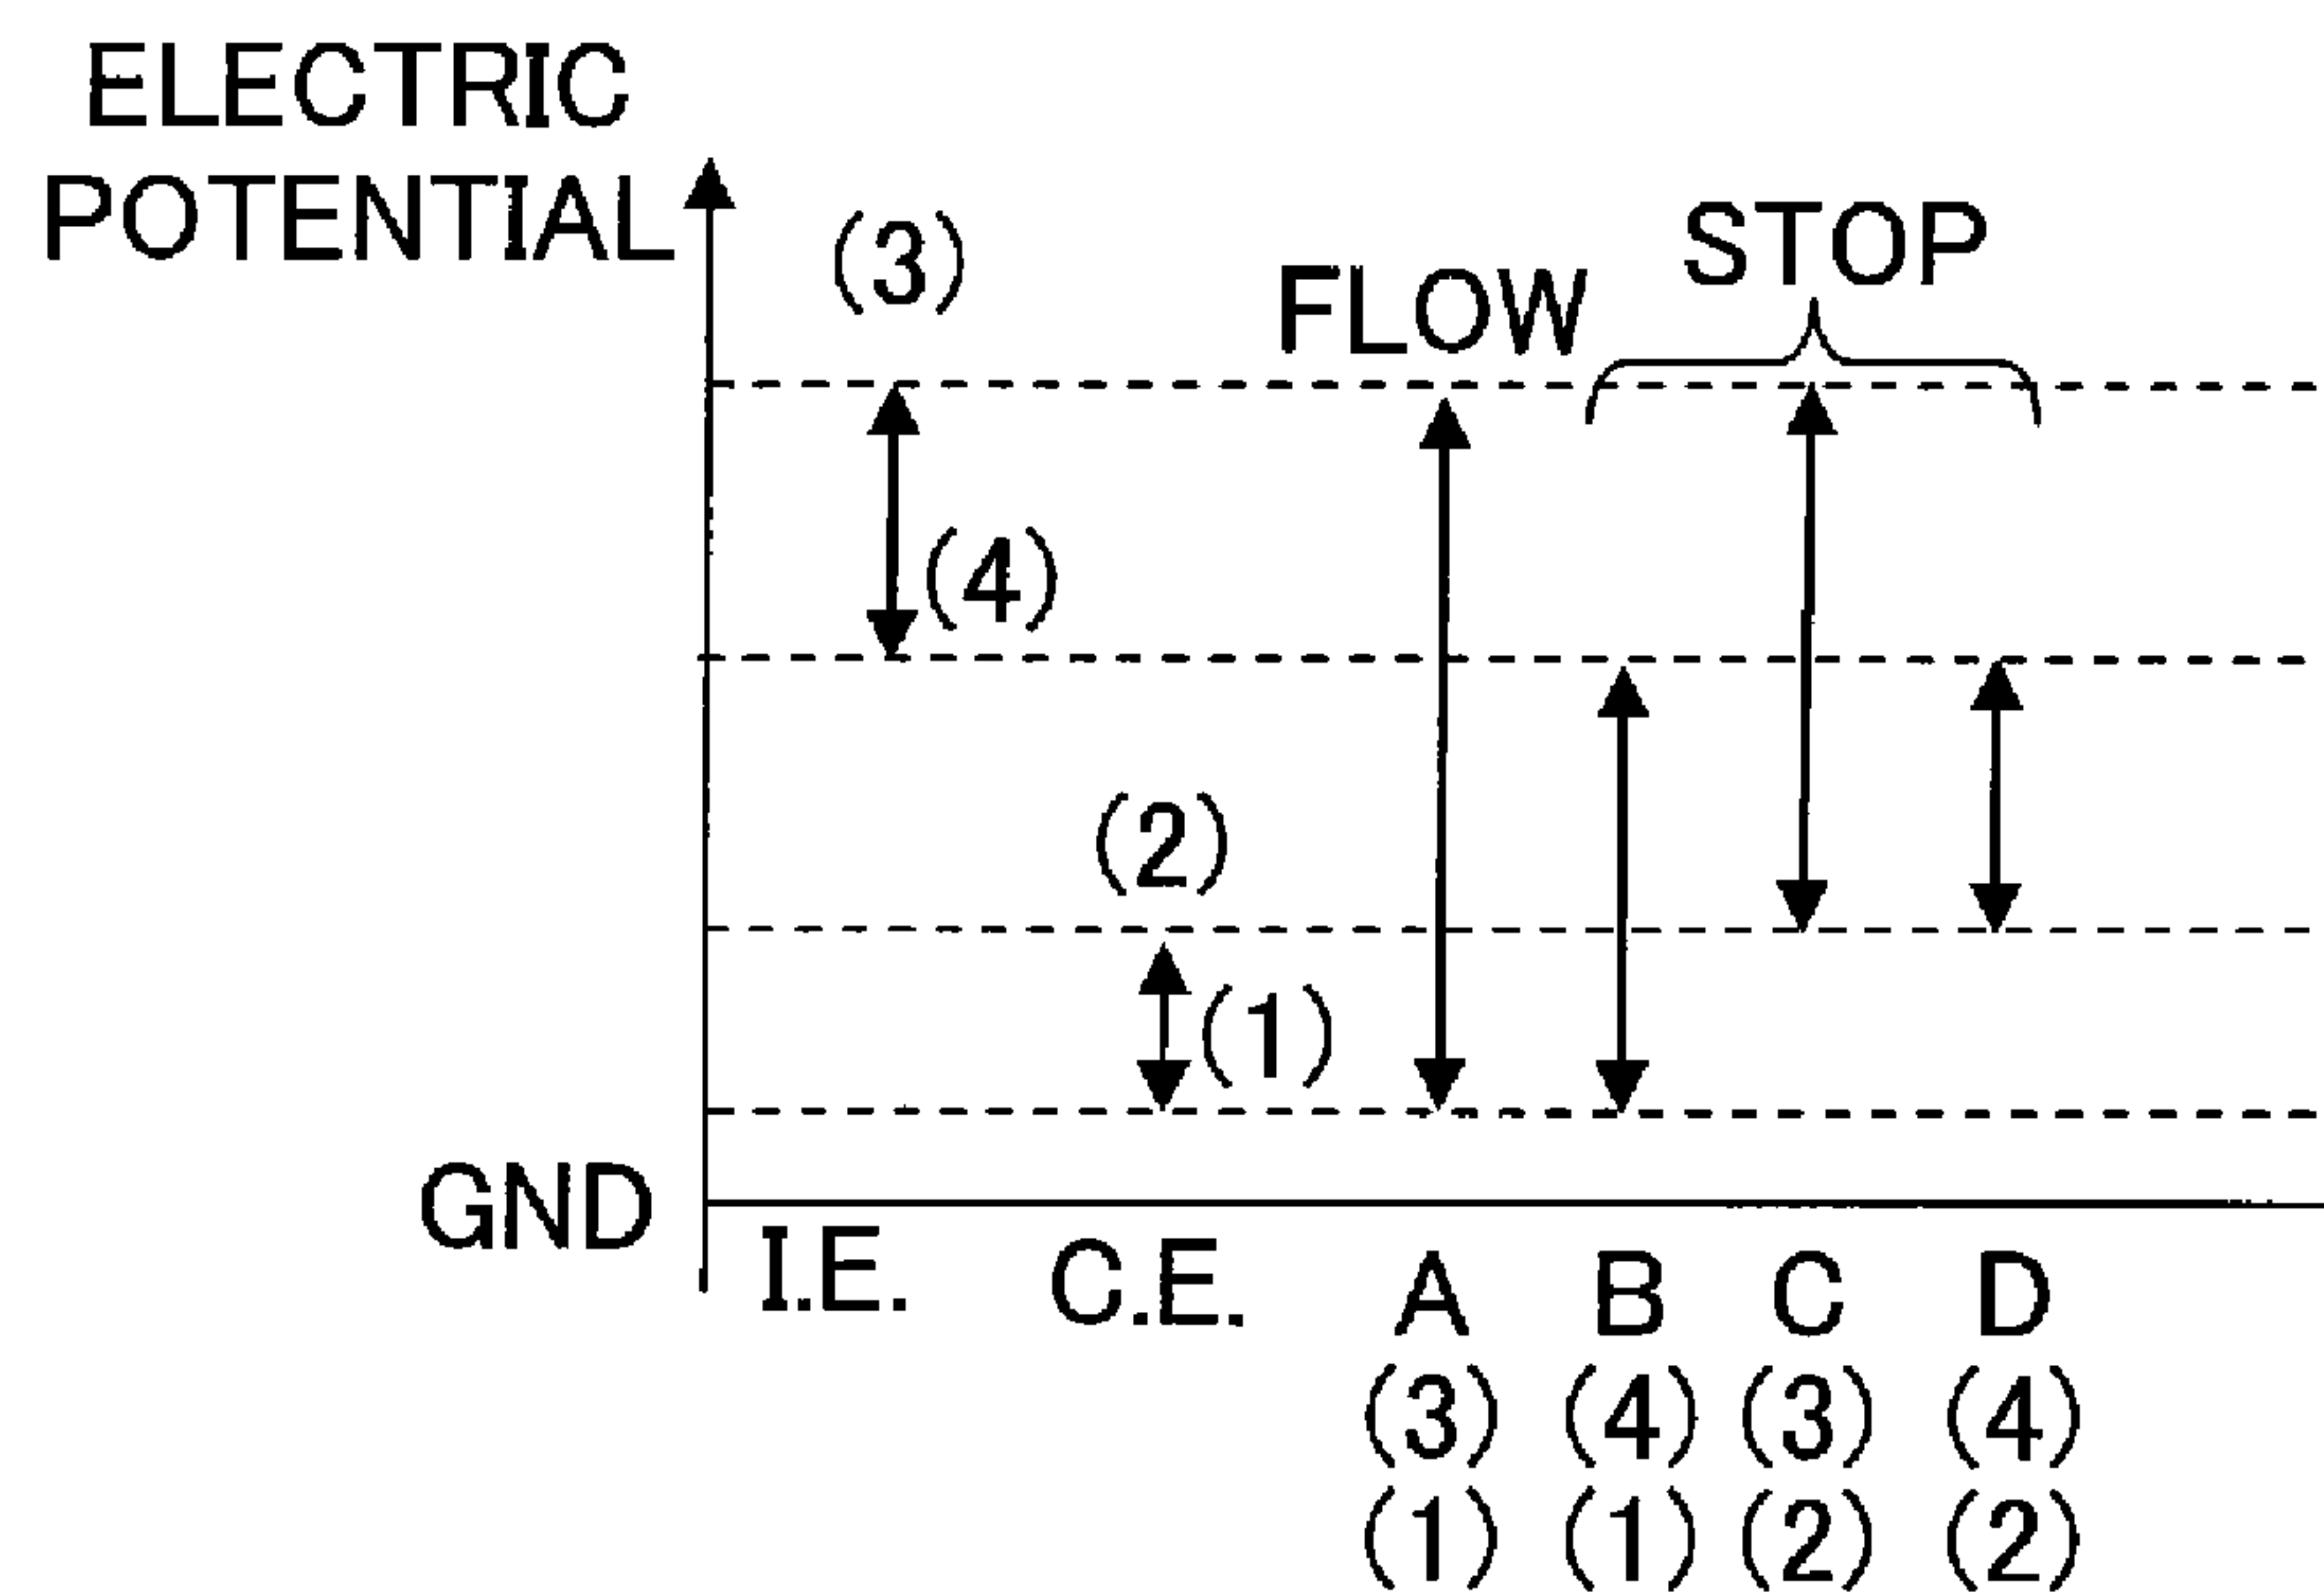 ELECTRIC
POTENTIAL
(3)
FLOW
STOP
(4)
(2)
(1)
GND
I.E. C.E. A B C D
(3) (4) (3) (4)
(1) (1) (2) (2)